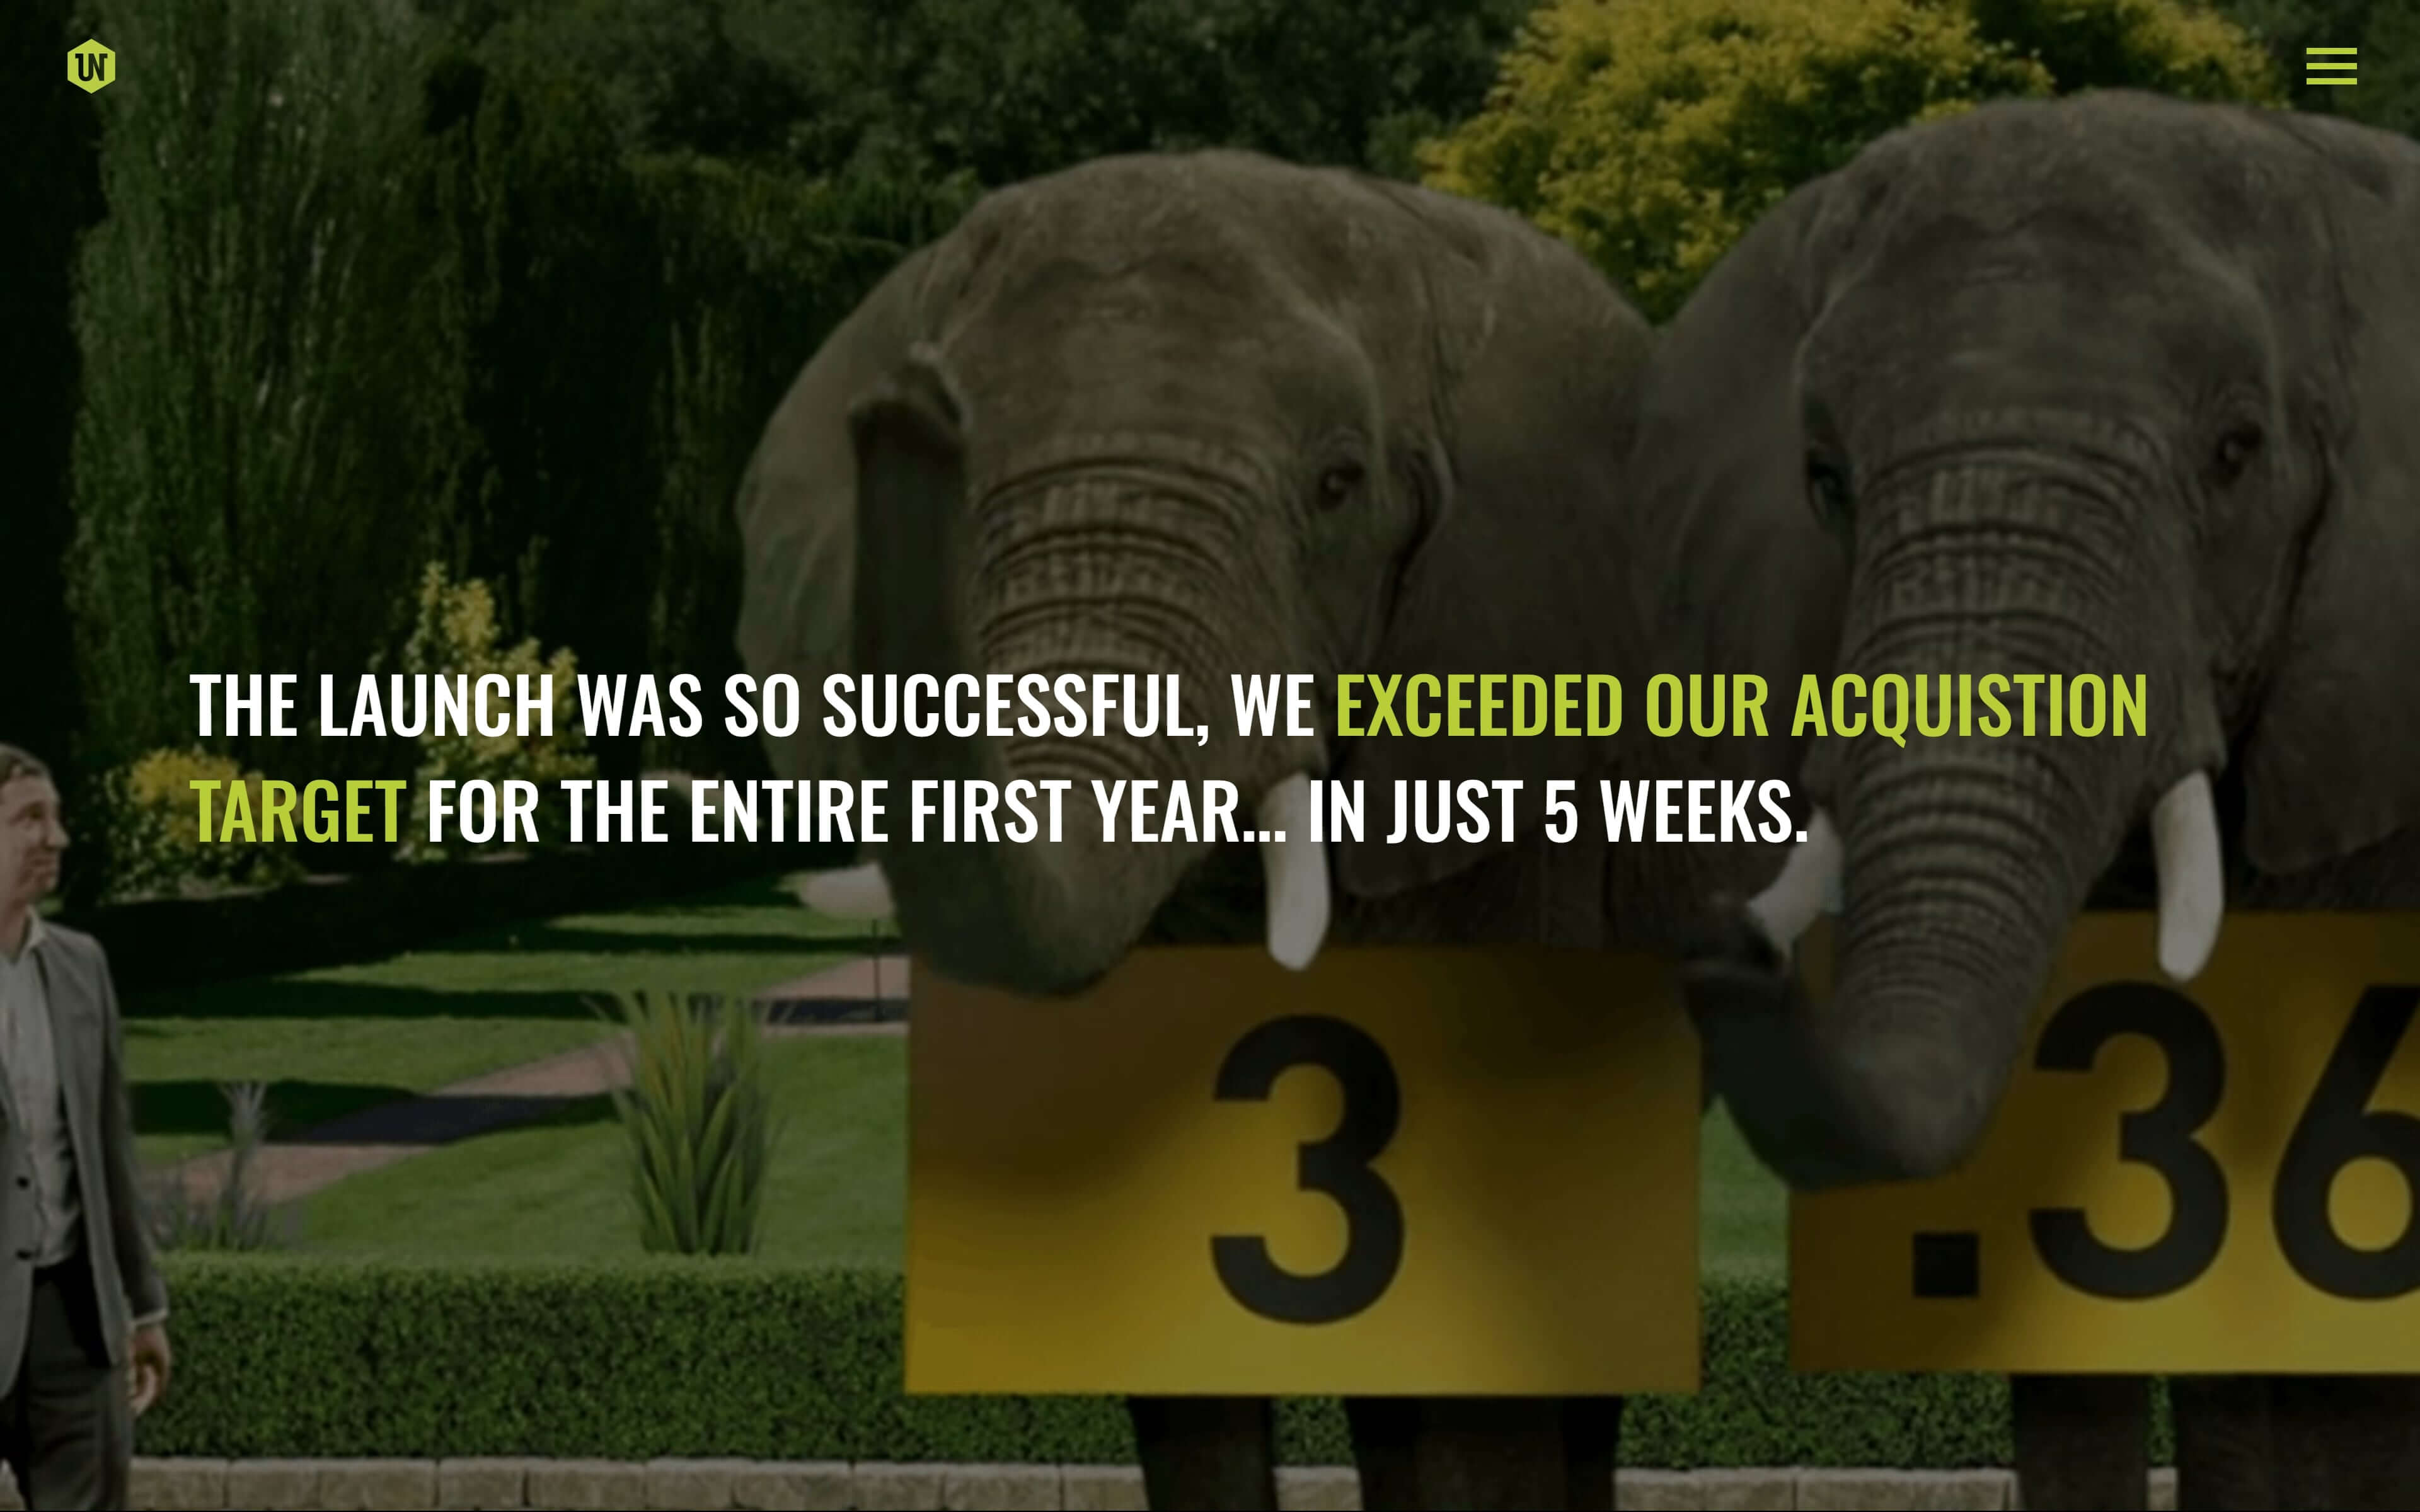 UN
THE LAUNCH WAS SO SUCCESSFUL, WE EXCEEDED OUR ACQUISTION
TARGET FOR THE ENTIRE FIRST YEAR... IN JUST 5 WEEKS.
3
.36